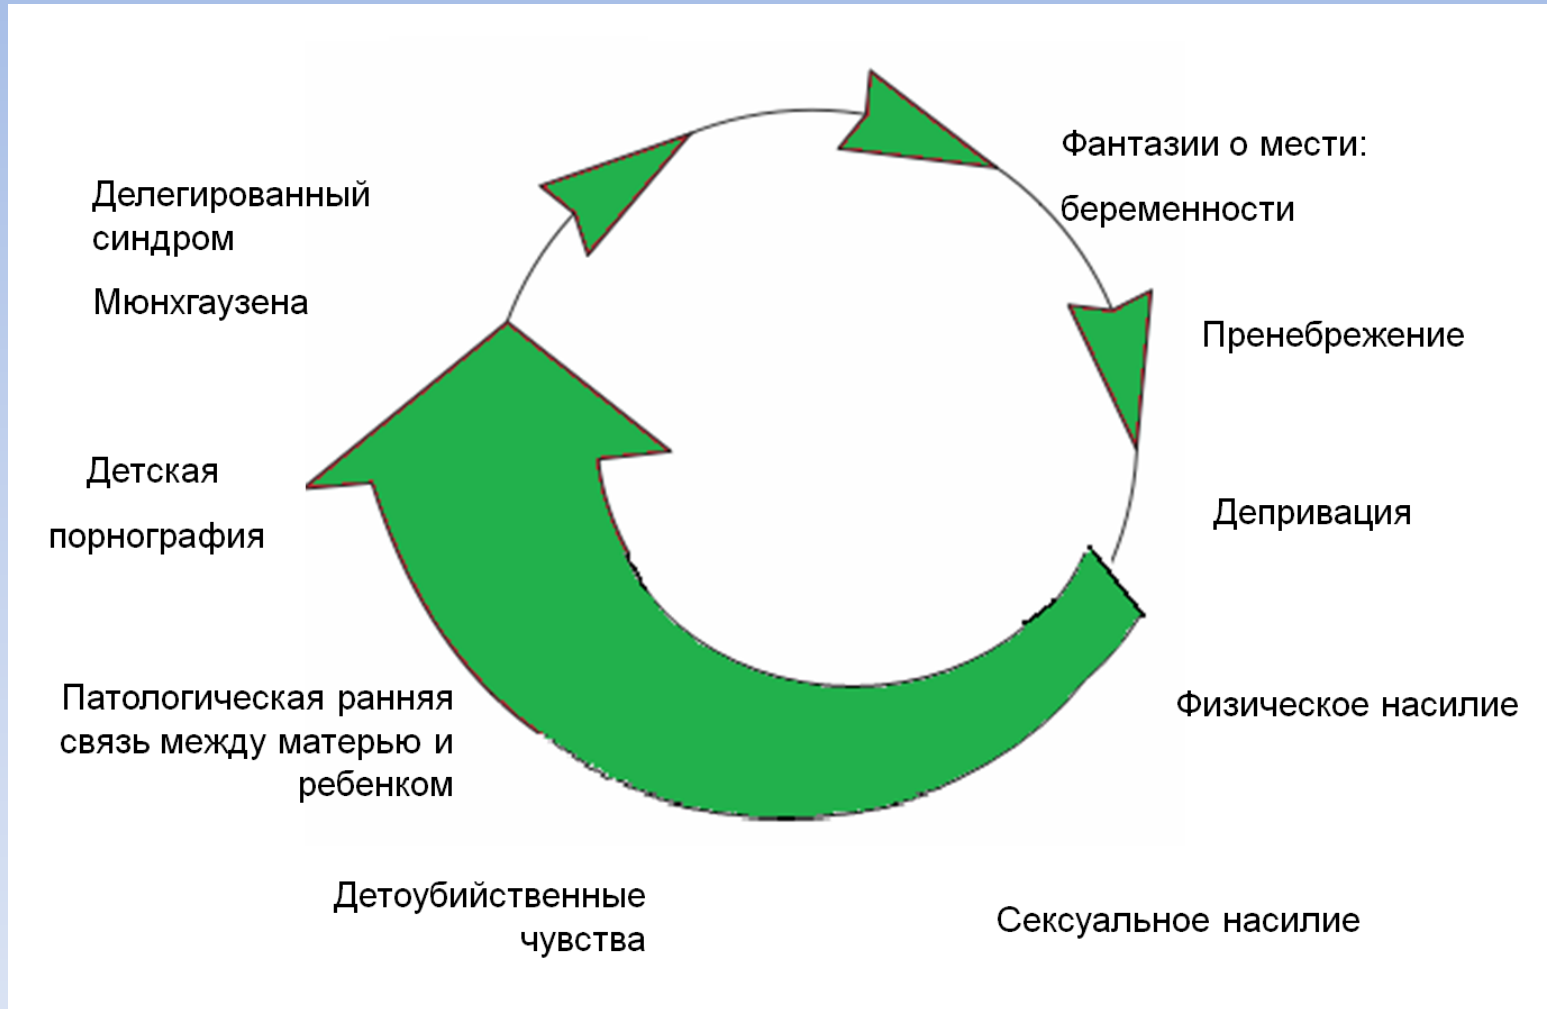 Фантазии о мести:
беременности
Пренебрежение
Депривация
Физическое насилие
Сексуальное насилие
Детоубийственные
чувства
Патологическая ранняя
связь между матерью и
ребенком
Детская
порнография
Делегированный
синдром
Мюнхгаузена